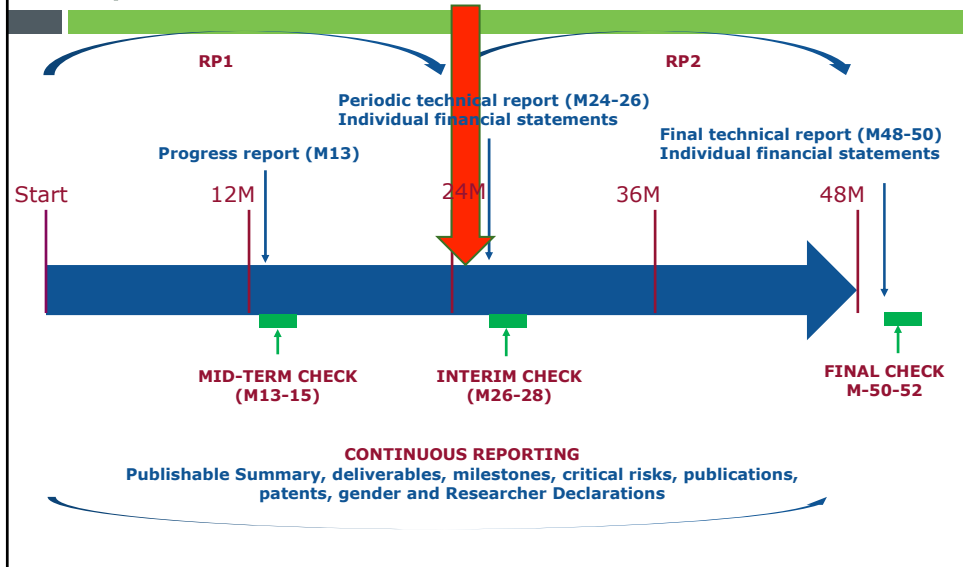 RP1
RP2
Periodic technical report (M24-26)
Individual financial statements
Final technical report (M48-50)
Individual financial statements
Progress report (M13)
Start
12M
24M
36M
48M
MID-TERM CHECK
(M13-15)
INTERIM CHECK
(M26-28)
FINAL CHECK
M-50-52
CONTINUOUS REPORTING
Publishable Summary, deliverables, milestones, critical risks, publications,
patents, gender and Researcher Declarations